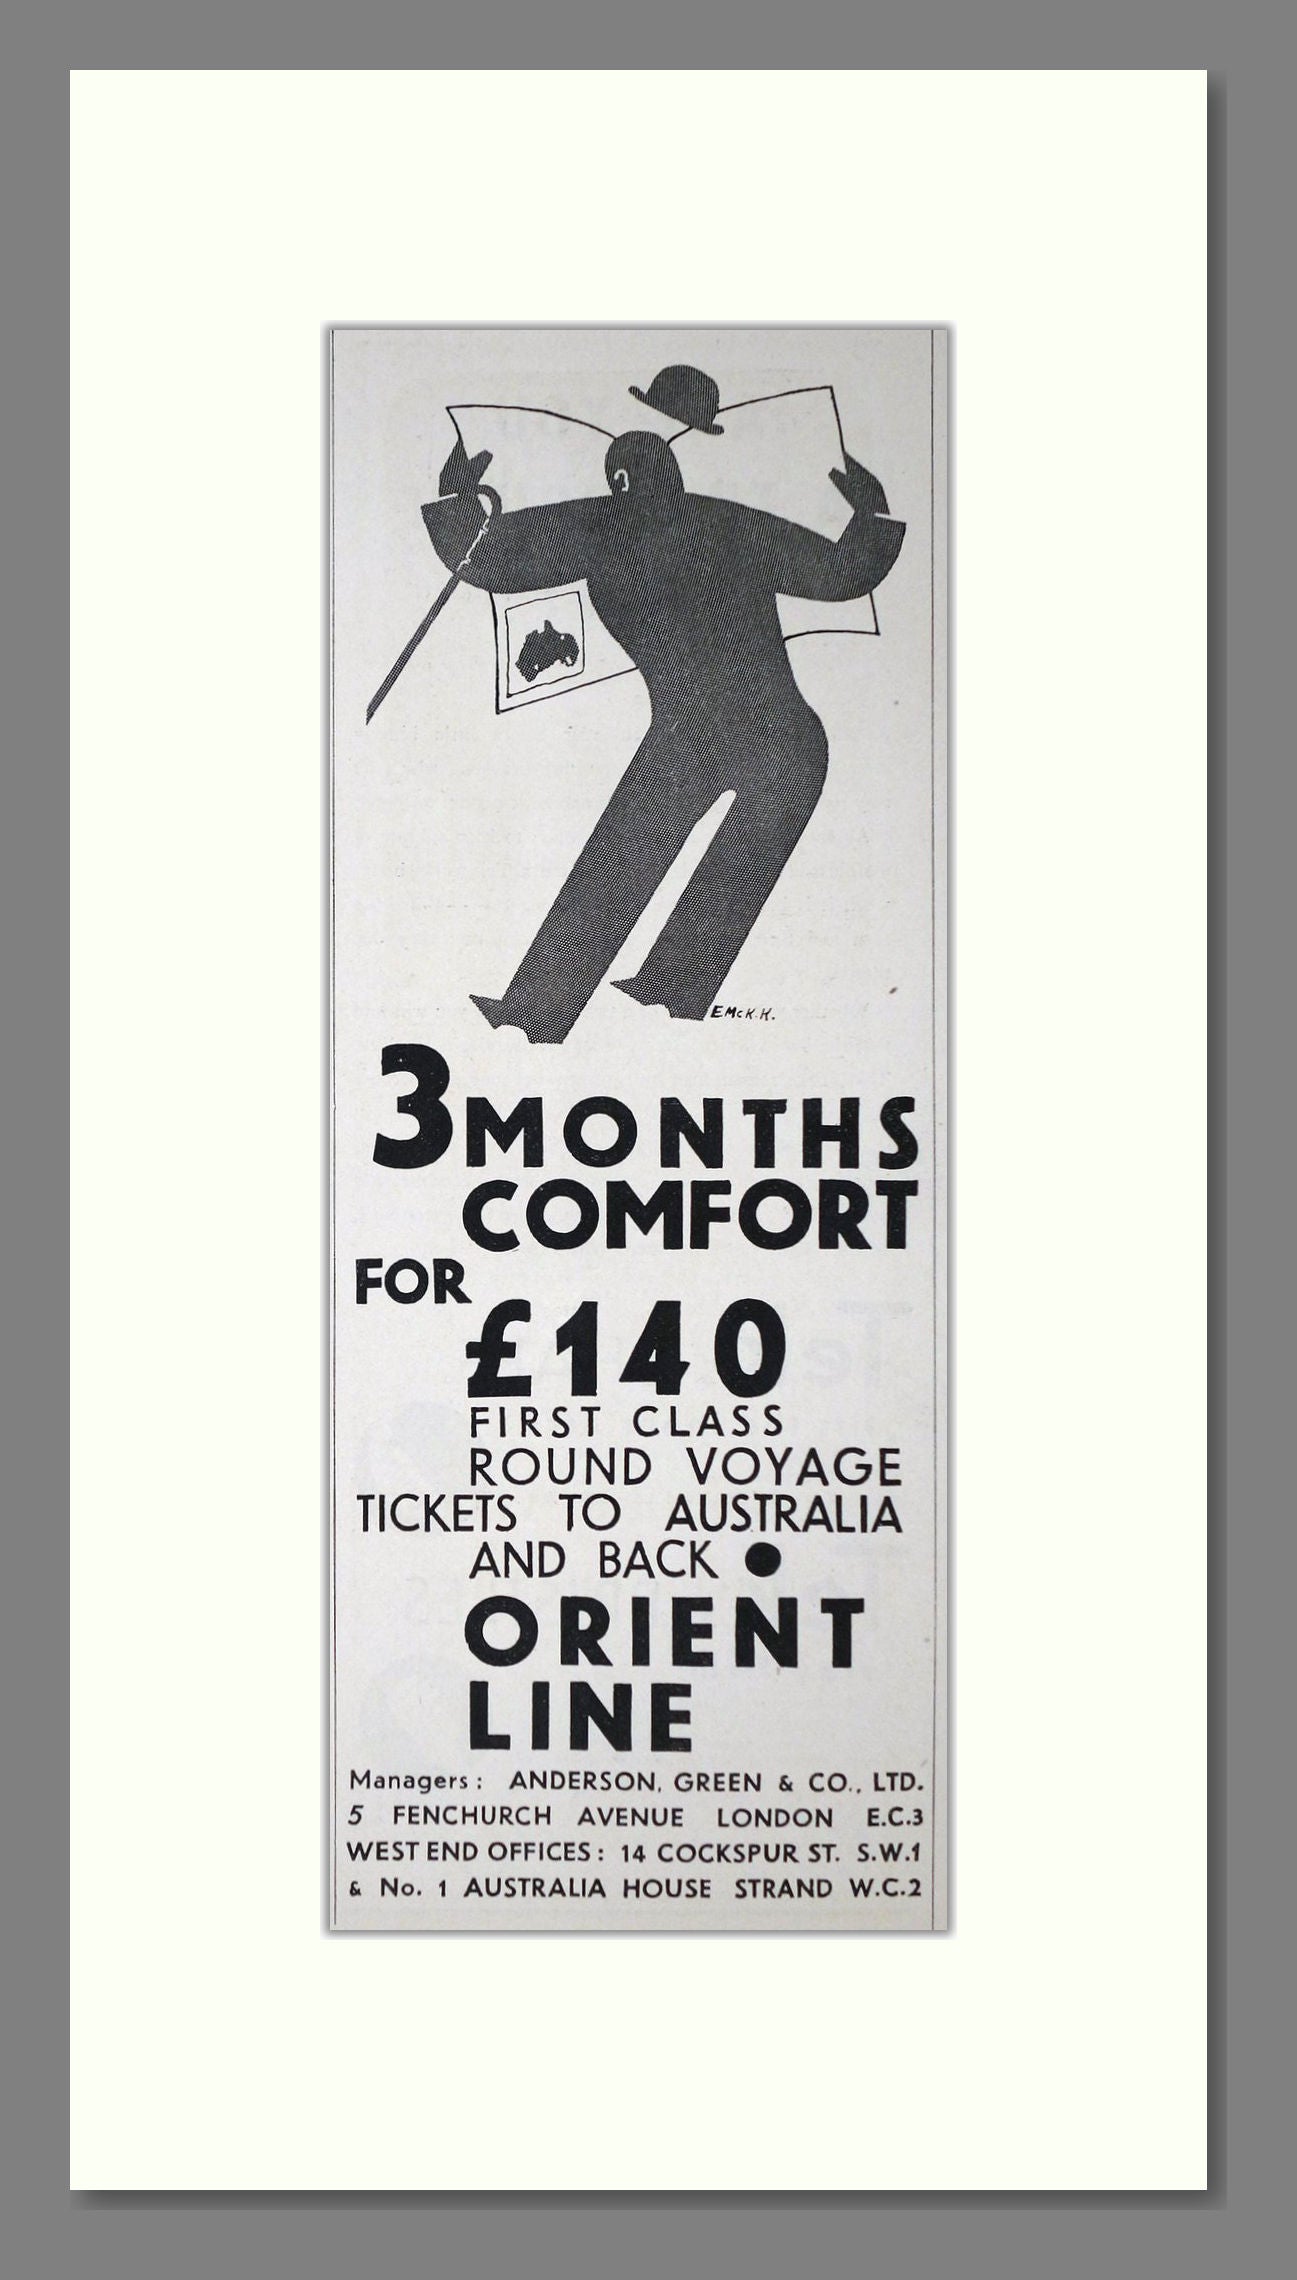 E McK. K.
3 MONTHS
COMFORT
FOR
£140
FIRST CLASS
ROUND VOYAGE
TICKETS TO AUSTRALIA
AND BACK ●
ORIENT
LINE
Managers: ANDERSON, GREEN & CO., LTD.
5 FENCHURCH AVENUE LONDON E.C.3
WEST END OFFICES: 14 COCKSPUR ST. S.W.1
& No. 1 AUSTRALIA HOUSE STRAND W.C.2